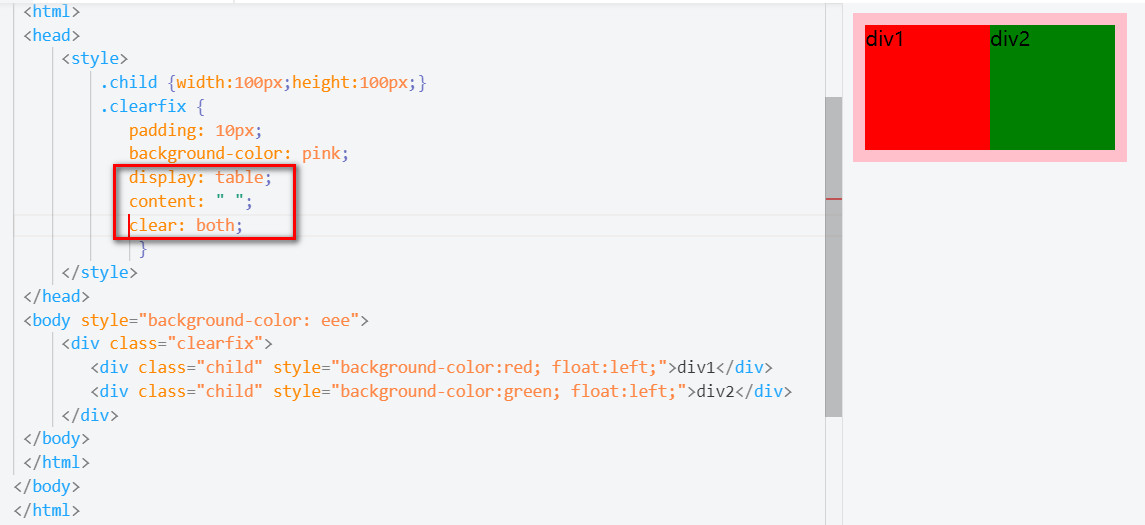 <html>
<head>
<style>
.child {width:100px;height:100px;}
.clearfix {
padding: 10px;
background-color: pink;
display: table;
content: " ";
clear: both;
}
</style>
</head>
<body style="background-color: eee">
<div class="clearfix">
<div class="child" style="background-color:red; float:left;">div1</div>
<div class="child" style="background-color:green; float:left;">div2</div>
</div>
</body>
</html>
</body>
</html>
div1
div2